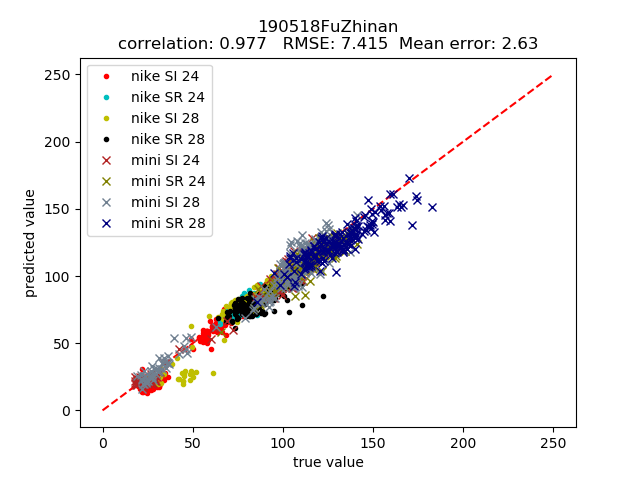 190518FuZhinan
correlation: 0.977   RMSE: 7.415  Mean error: 2.63
250
200
150
100
50
0
predicted value
nike SI 24
nike SR 24
nike SI 28
nike SR 28
mini SI 24
mini SR 24
mini SI 28
mini SR 28
0 50 100 150 200 250
true value